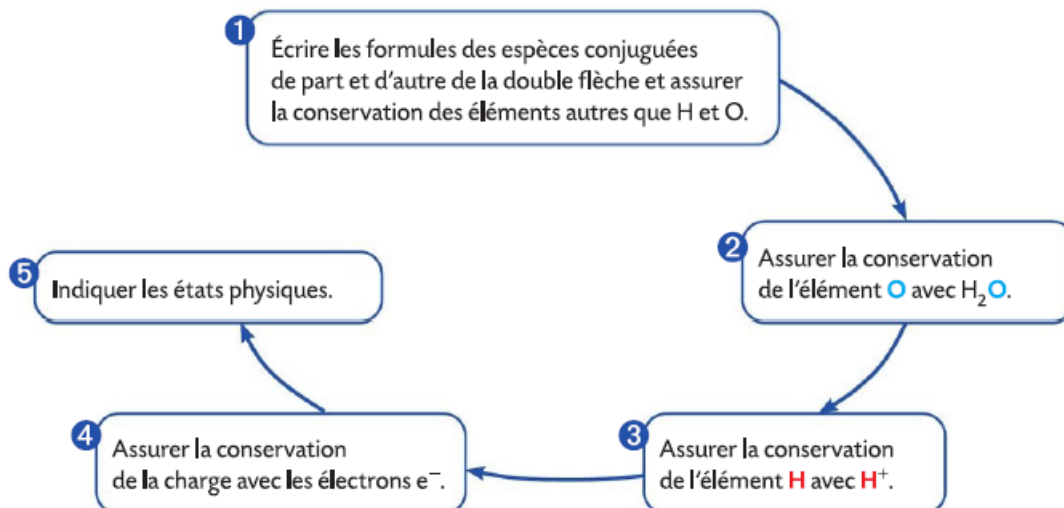 1
Écrire les formules des espèces conjuguées
de part et d'autre de la double flèche et assurer
la conservation des éléments autres que H et O.
2
Assurer la conservation
de l'élément O avec H₂O.
3
Assurer la conservation
de l'élément H avec H⁺.
4
Assurer la conservation
de la charge avec les électrons e⁻.
5
Indiquer les états physiques.